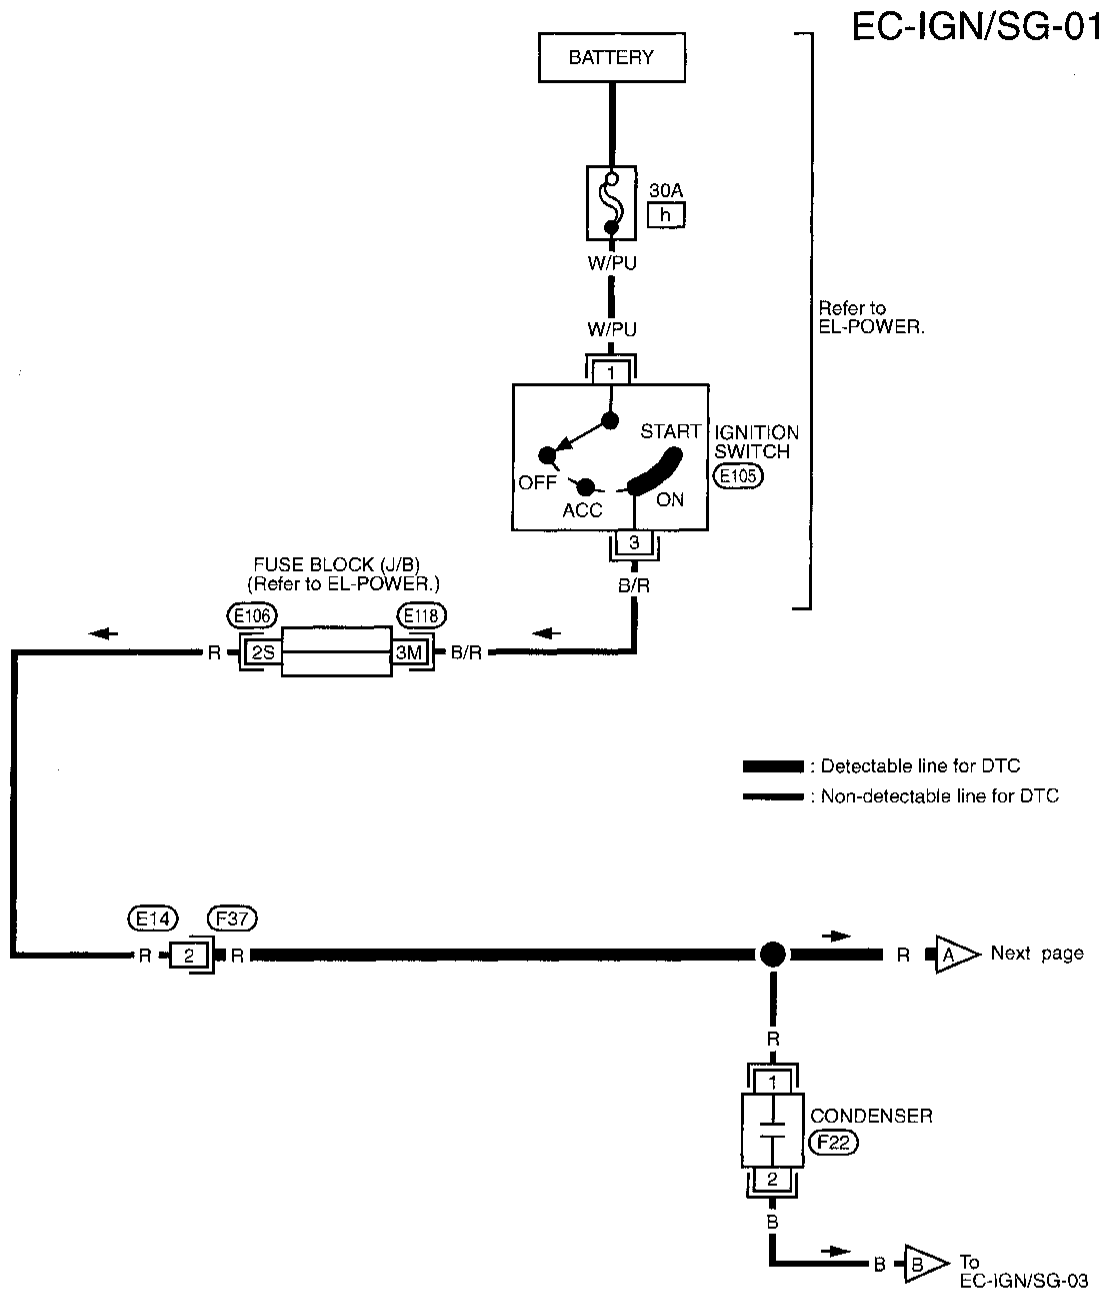 EC-IGN/SG-01
BATTERY
30A
h
W/PU
Refer to
EL-POWER.
W/PU
1
START
IGNITION
SWITCH
E105
OFF
ACC
ON
3
B/R
FUSE BLOCK (J/B)
(Refer to EL-POWER.)
E106
E118
R
2S
3M
B/R
: Detectable line for DTC
: Non-detectable line for DTC
E14
F37
R
2
R
R
A
Next page
R
1
CONDENSER
F22
2
B
B
B
To
EC-IGN/SG-03